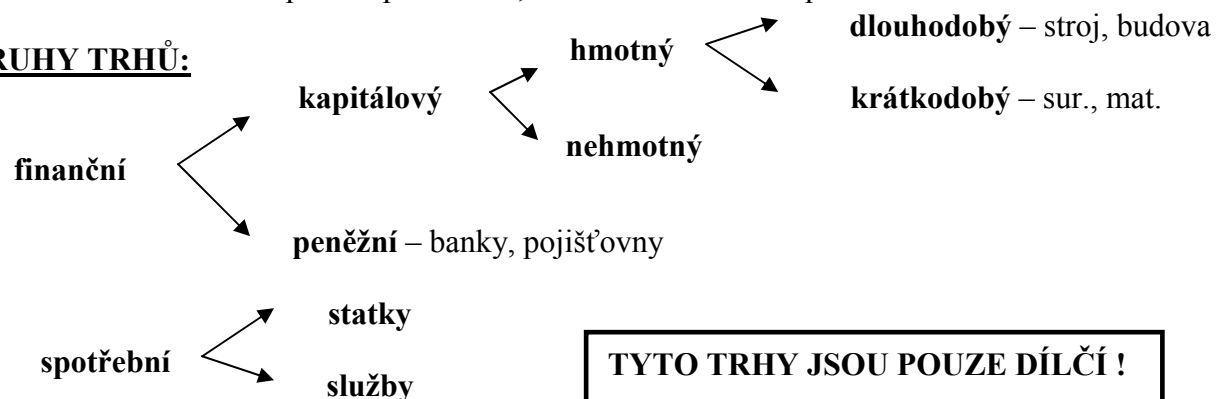 dlouhodobý – stroj, budova
hmotný
RUHY TRHŮ:
kapitálový
krátkodobý – sur., mat.
nehmotný
finanční
peněžní – banky, pojišťovny
statky
spotřební
TYTO TRHY JSOU POUZE DÍLČÍ !
služby